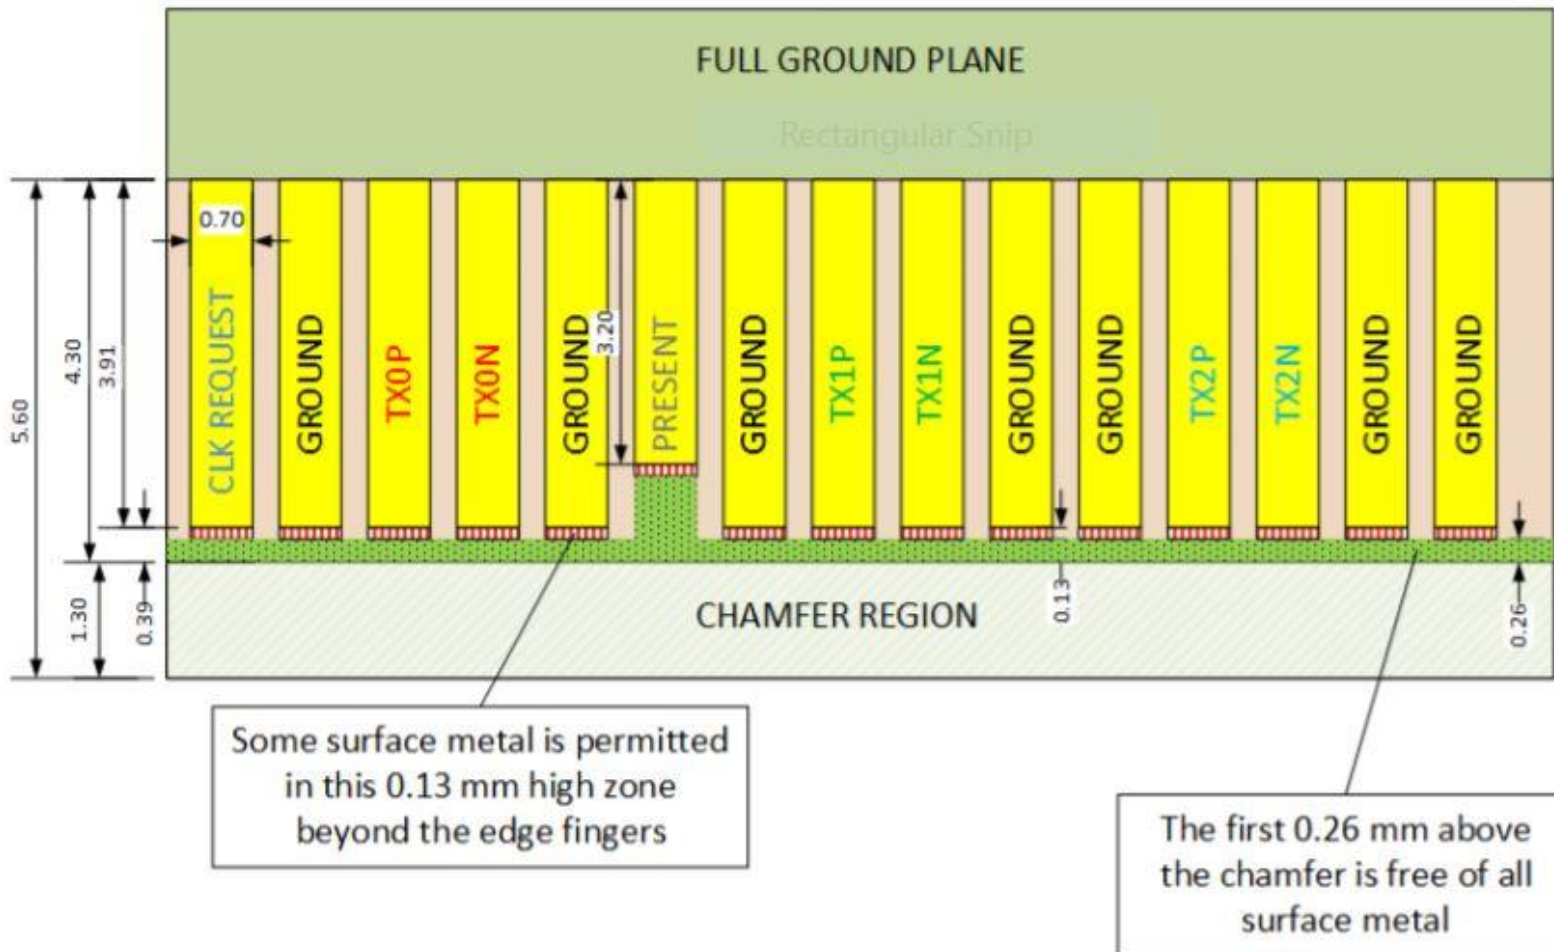 FULL GROUND PLANE
Rectangular Snip
0.70
CLK REQUEST
GROUND
TX0P
TX0N
GROUND
3.20
PRESENT
GROUND
TX1P
TX1N
GROUND
GROUND
TX2P
TX2N
GROUND
GROUND
5.60
4.30
3.91
1.30
0.39
CHAMFER REGION
0.13
0.26
Some surface metal is permitted
in this 0.13 mm high zone
beyond the edge fingers
The first 0.26 mm above
the chamfer is free of all
surface metal